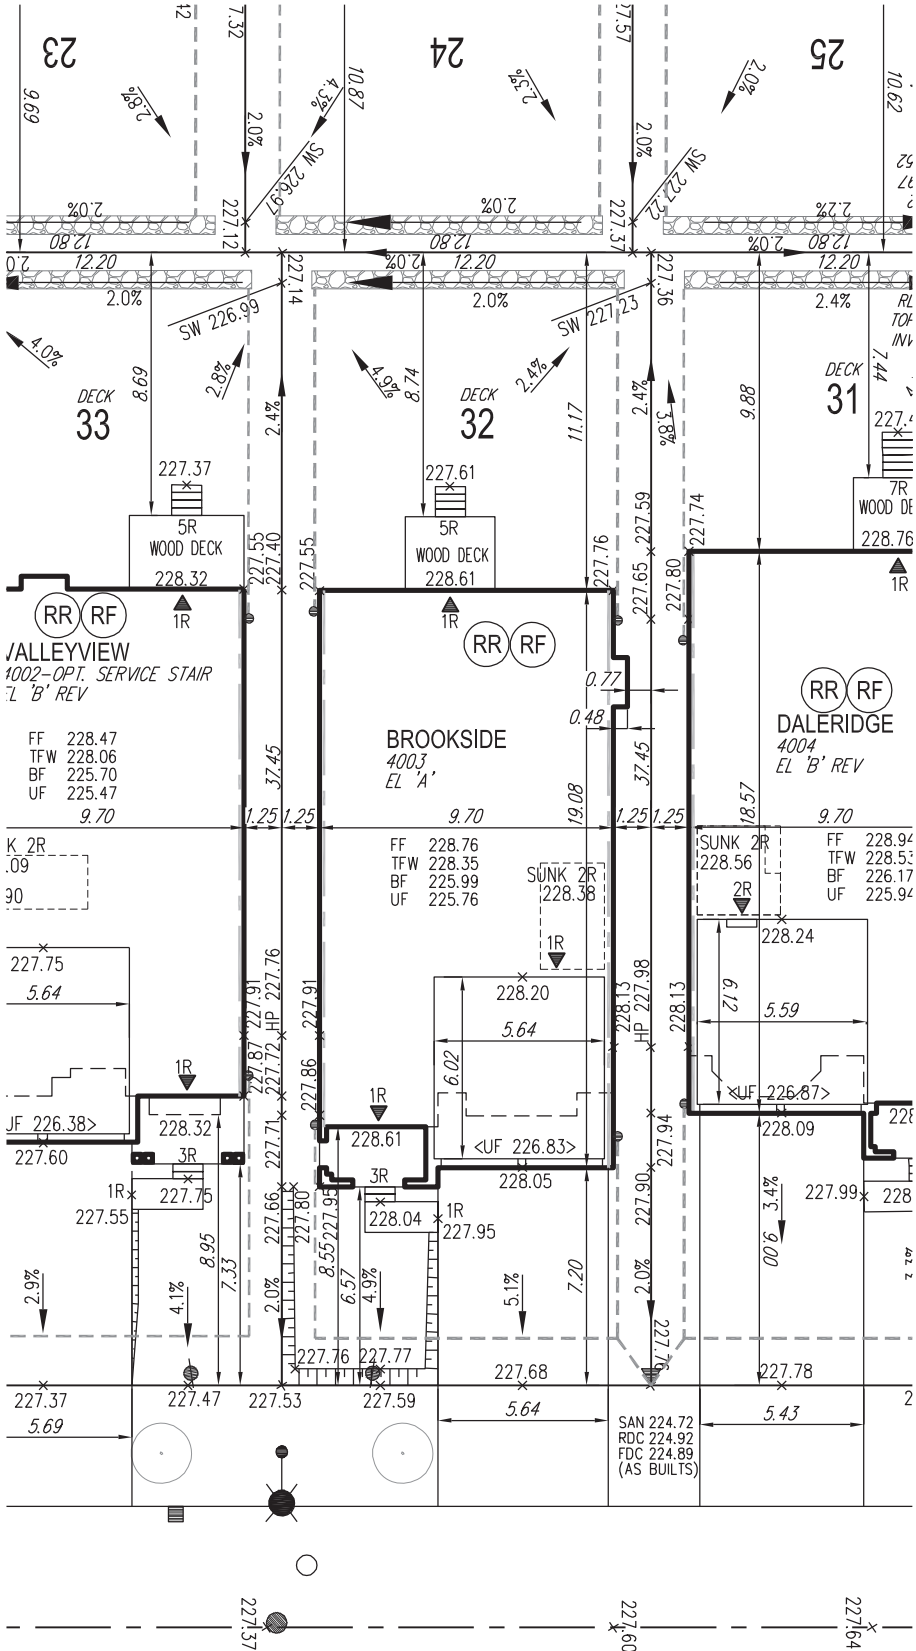 23
24
25
9.69
2.8%
7.32
2.0%
4.3%
10.87
2.3%
27.57
2.0%
2.0%
10.62
SW 226.97
SW 227.22
2.0%
2.0%
2.2%
227.12
227.37
12.80
12.80
2.0%
12.80
12.20
2.0%
12.20
12.20
227.14
227.36
2.0%
2.0%
2.4%
SW 226.99
SW 227.23
4.0%
8.69
2.8%
2.4%
4.9%
8.74
2.4%
11.17
2.4%
3.8%
9.88
7.44
DECK
33
DECK
32
DECK
31
227.37
227.61
5R
WOOD DECK
228.32
5R
WOOD DECK
228.61
7R
228.76
227.55
227.40
227.55
227.76
227.59
227.65
227.74
227.80
1R
1R
1R
RR RF
RR RF
RR RF
VALLEYVIEW
4002-OPT. SERVICE STAIR
EL 'B' REV
FF 228.47
TFW 228.06
BF 225.70
UF 225.47
BROOKSIDE
4003
EL 'A'
DALERIDGE
4004
EL 'B' REV
0.77
0.48
37.45
19.08
37.45
18.57
9.70
1.25
1.25
9.70
1.25
1.25
9.70
FF 228.76
TFW 228.35
BF 225.99
UF 225.76
SUNK 2R
228.38
1R
SUNK 2R
228.56
2R
FF 228.94
TFW 228.53
BF 226.17
UF 225.94
227.75
5.64
228.20
5.64
6.02
228.24
5.59
6.12
227.91
HP 227.76
227.91
228.13
HP 227.98
228.13
227.87
227.72
227.86
1R
228.32
1R
228.61
UF 226.38>
227.60
<UF 226.83>
228.05
<UF 226.87>
228.09
227.71
227.94
3R
227.75
1R
227.55
3R
228.04
1R
227.95
227.99
227.66
227.80
227.95
227.90
8.95
7.33
8.55
6.57
7.20
9.00
2.9%
4.1%
2.0%
4.9%
5.1%
2.0%
3.4%
227.76
227.77
227.37
227.47
227.53
227.59
227.68
227.78
5.69
5.64
5.43
SAN 224.72
RDC 224.92
FDC 224.89
(AS BUILTS)
227.37
227.60
227.64